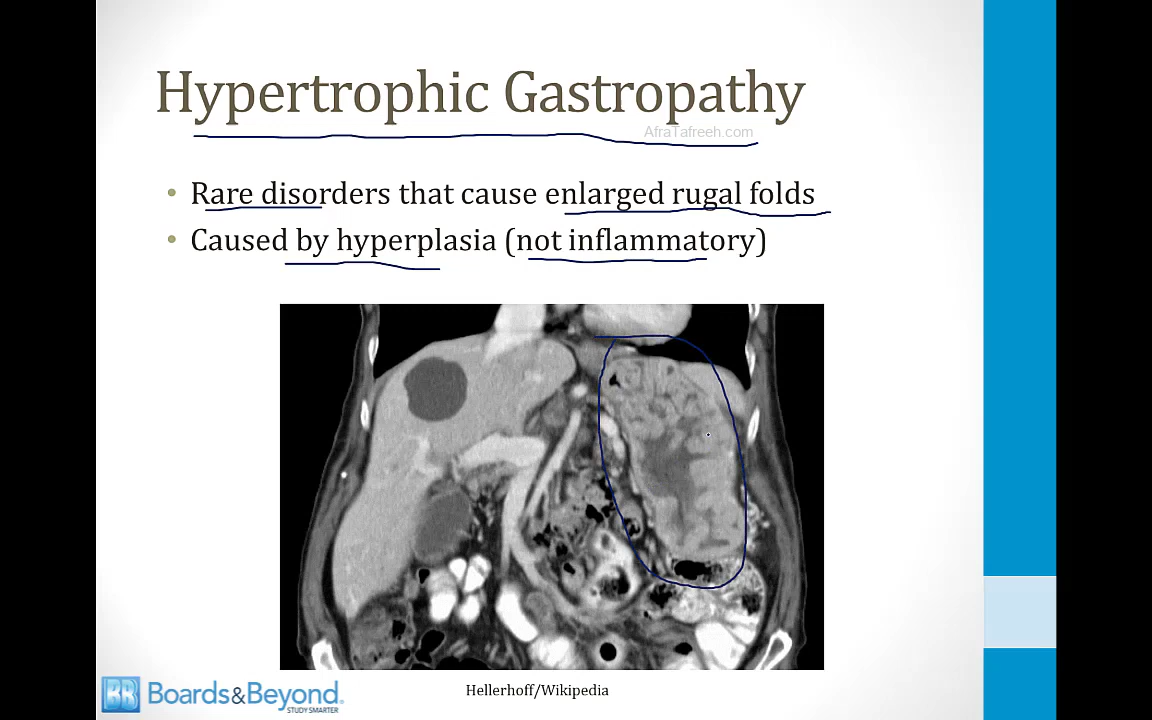 Hypertrophic Gastropathy
AfraTafreeh.com
• Rare disorders that cause enlarged rugal folds
• Caused by hyperplasia (not inflammatory)
BB Boards&Beyond.
STUDY SMARTER
Hellerhoff/Wikipedia